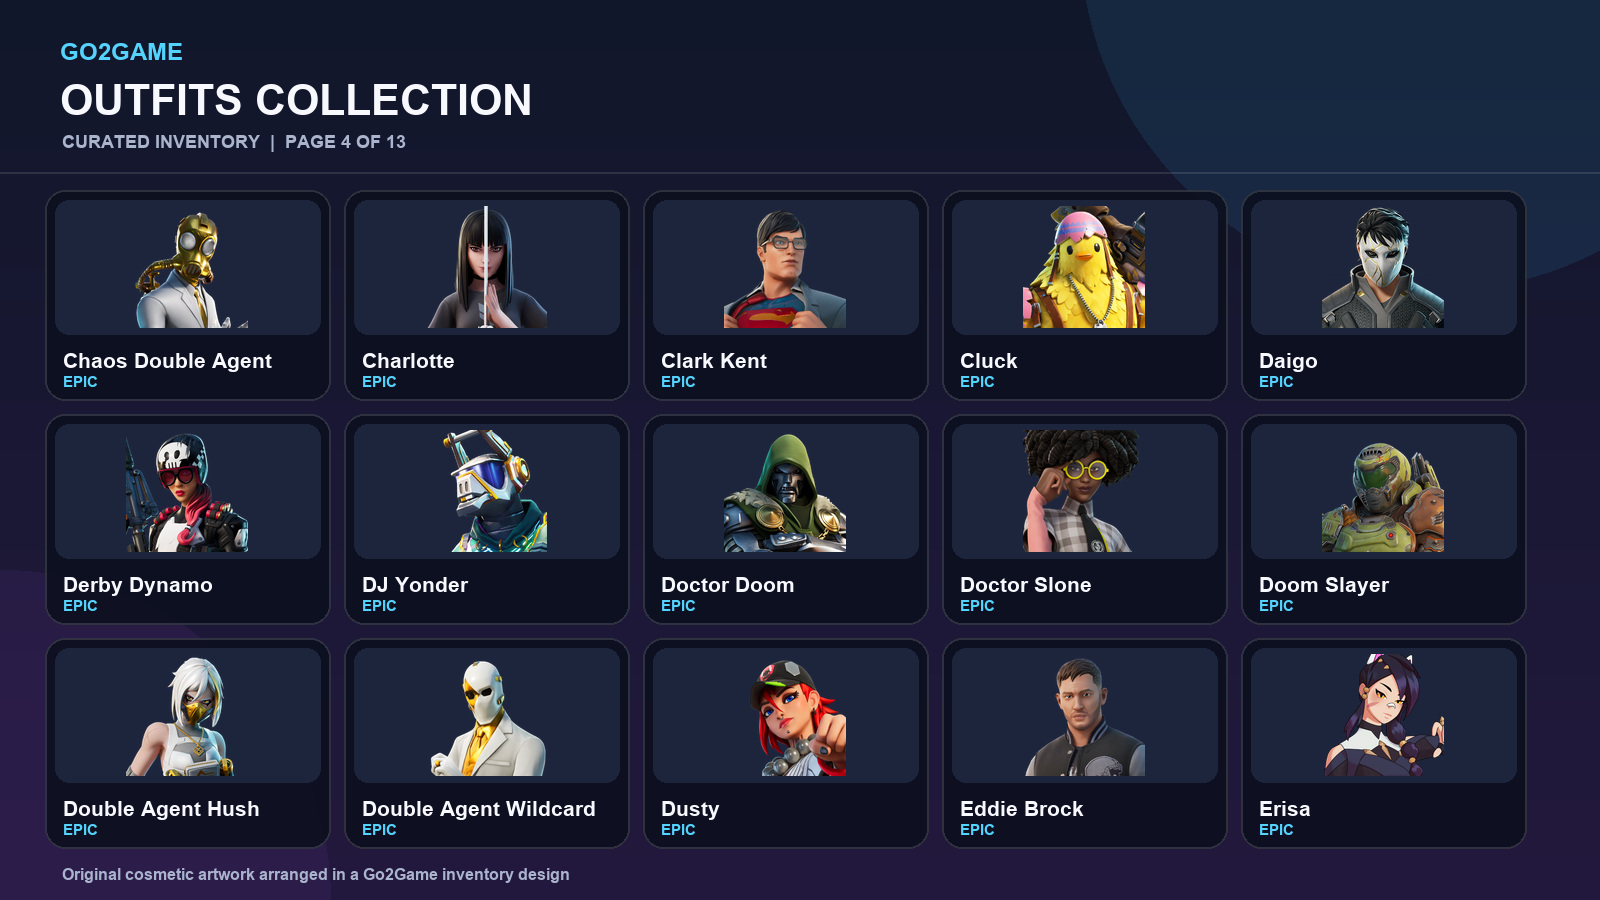 GO2GAME
OUTFITS COLLECTION
CURATED INVENTORY | PAGE 4 OF 13
Chaos Double Agent
EPIC
Charlotte
EPIC
Clark Kent
EPIC
Cluck
EPIC
Daigo
EPIC
Derby Dynamo
EPIC
DJ Yonder
EPIC
Doctor Doom
EPIC
Doctor Slone
EPIC
Doom Slayer
EPIC
Double Agent Hush
EPIC
Double Agent Wildcard
EPIC
Dusty
EPIC
Eddie Brock
EPIC
Erisa
EPIC
Original cosmetic artwork arranged in a Go2Game inventory design